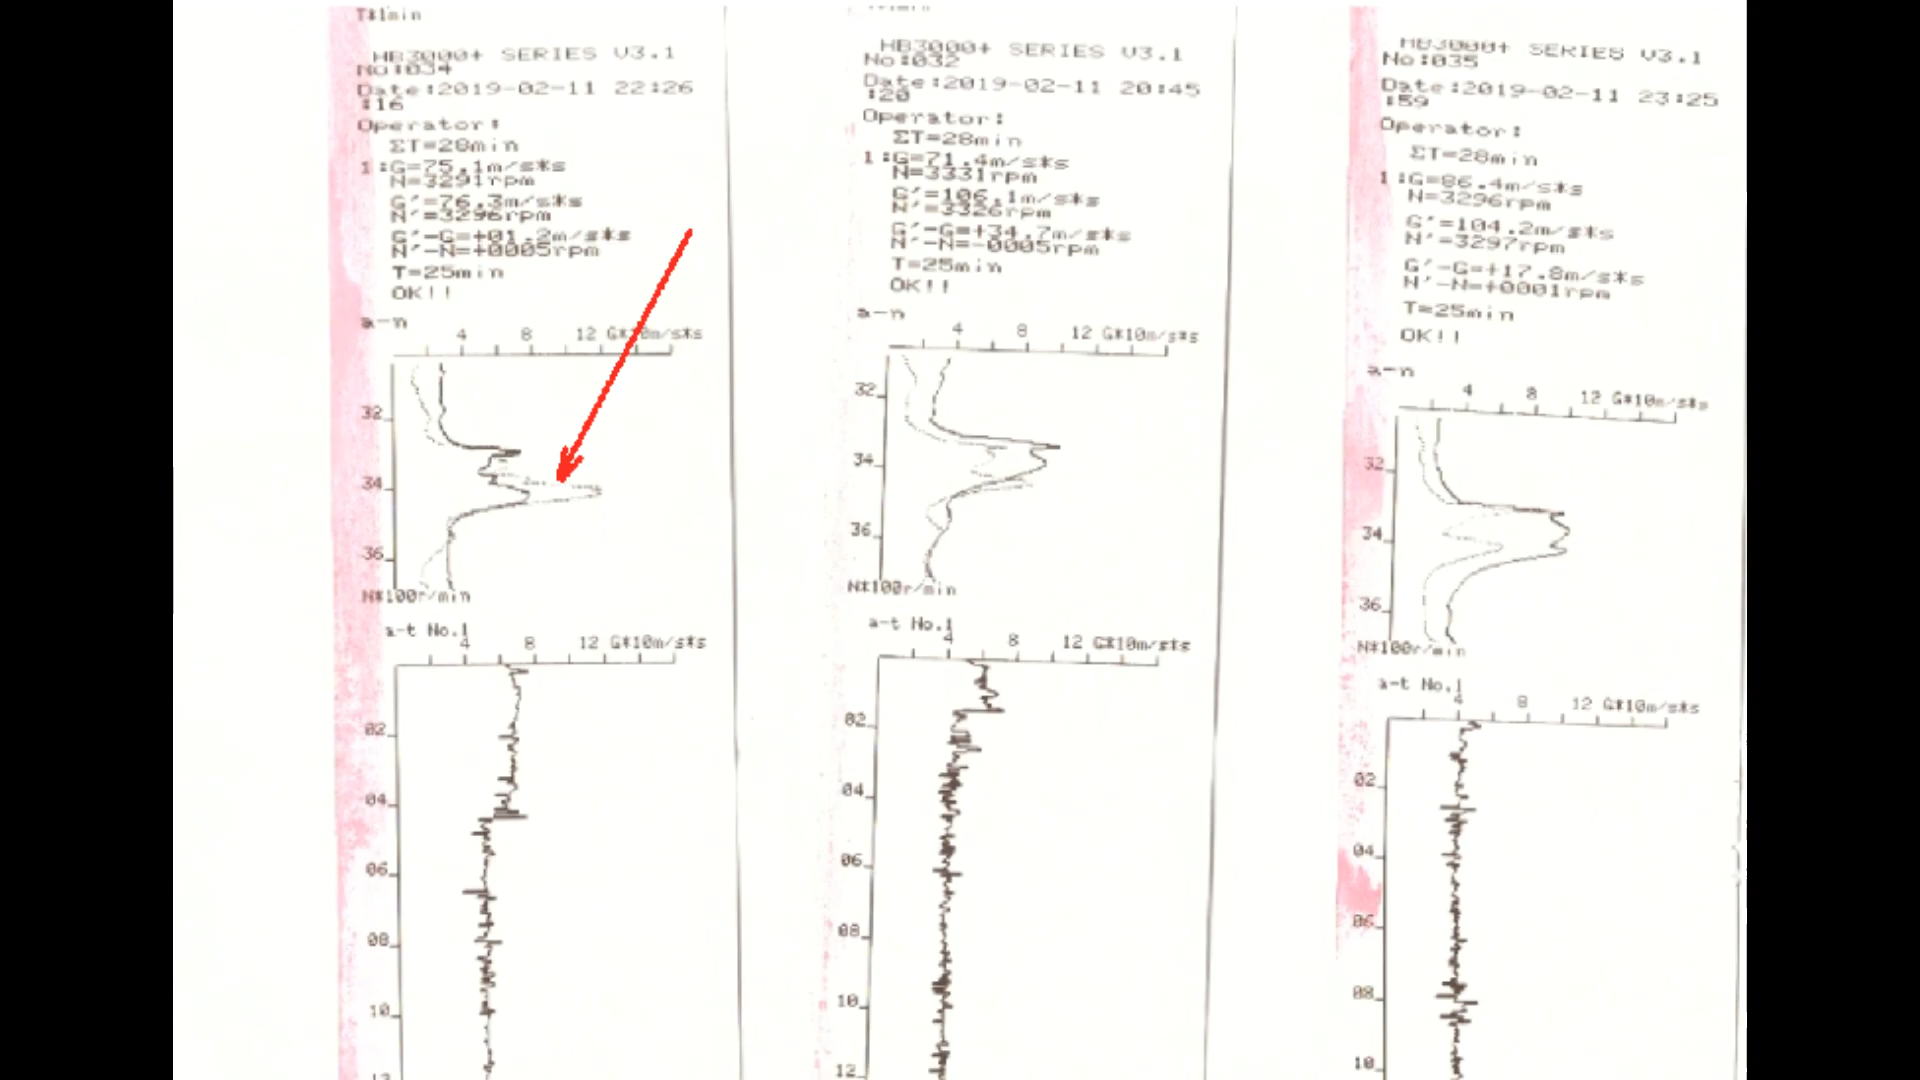 T*1min
HB3000+ SERIES V3.1
No:034
Date:2019-02-11 22:26
:16
Operator:
ΣT=28min
1:G=75.1m/s*s
N=3291rpm
G'=76.3m/s*s
N'=3296rpm
G'-G=+01.2m/s*s
N'-N=+0005rpm
T=25min
OK!!
a-n
4 8 12 G*10m/s*s
32
34
36
N*100r/min
a-t No.1
4 8 12 G*10m/s*s
02
04
06
08
10
12
HB3000+ SERIES V3.1
No:032
Date:2019-02-11 20:45
:20
Operator:
ΣT=28min
1:G=71.4m/s*s
N=3331rpm
G'=106.1m/s*s
N'=3326rpm
G'-G=+34.7m/s*s
N'-N=-0005rpm
T=25min
OK!!
a-n
4 8 12 G*10m/s*s
32
34
36
N*100r/min
a-t No.1
4 8 12 G*10m/s*s
02
04
06
08
10
12
HB3000+ SERIES V3.1
No:035
Date:2019-02-11 23:25
:59
Operator:
ΣT=28min
1:G=86.4m/s*s
N=3296rpm
G'=104.2m/s*s
N'=3297rpm
G'-G=+17.8m/s*s
N'-N=+0001rpm
T=25min
OK!!
a-n
4 8 12 G*10m/s*s
32
34
36
N*100r/min
a-t No.1
4 8 12 G*10m/s*s
02
04
06
08
10